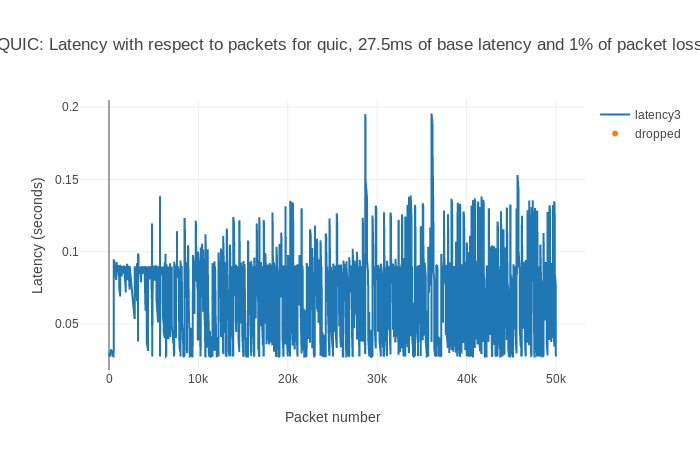 QUIC: Latency with respect to packets for quic, 27.5ms of base latency and 1% of packet loss
0.2
0.15
0.1
0.05
Latency (seconds)
0
10k
20k
30k
40k
50k
Packet number
latency3
dropped